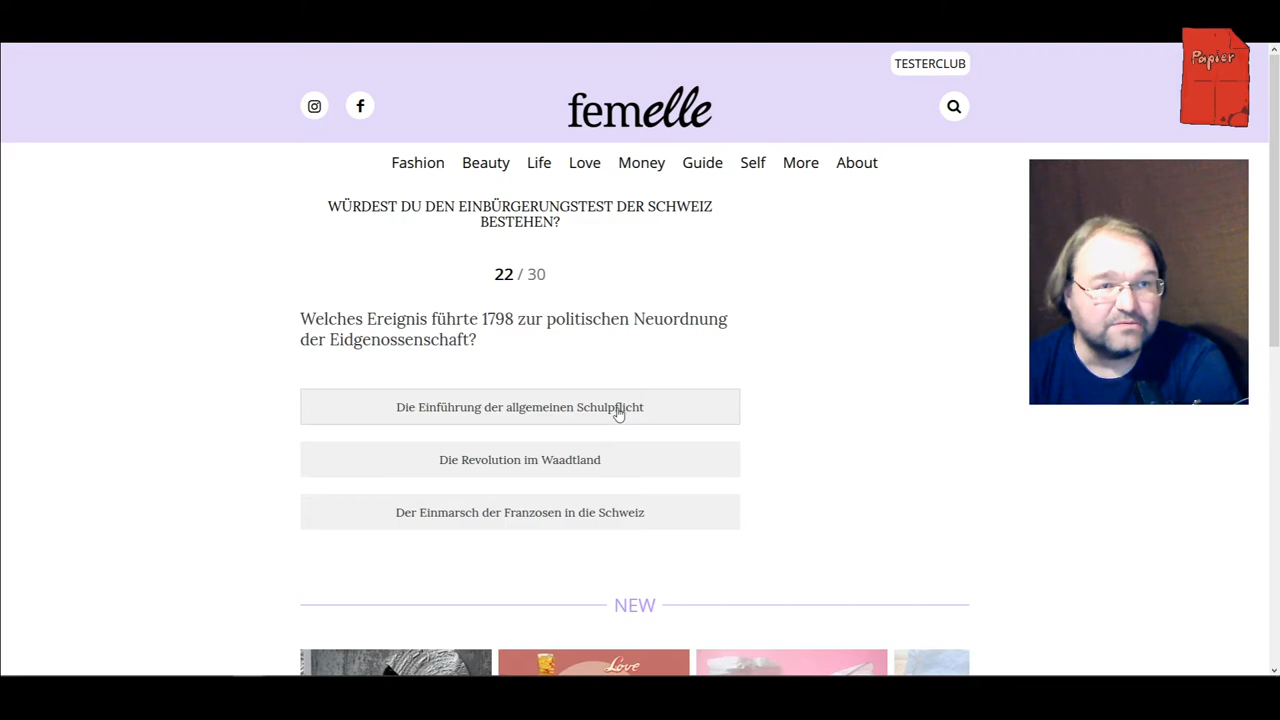 Papier
TESTERCLUB
femelle
Fashion Beauty Life Love Money Guide Self More About
WÜRDEST DU DEN EINBÜRGERUNGSTEST DER SCHWEIZ
BESTEHEN?
22 / 30
Welches Ereignis führte 1798 zur politischen Neuordnung
der Eidgenossenschaft?
Die Einführung der allgemeinen Schulpflicht
Die Revolution im Waadtland
Der Einmarsch der Franzosen in die Schweiz
NEW
Love